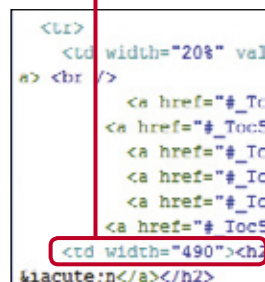 <tr>
<td width="20%" val
a> <br />
<a href="#_To
<a href="#_Toc5
<a href="#_To
<a href="#_To
<a href="#_To
<a href="#_Toc5
<td width="490"><h2
&iacute;n</a></h2>